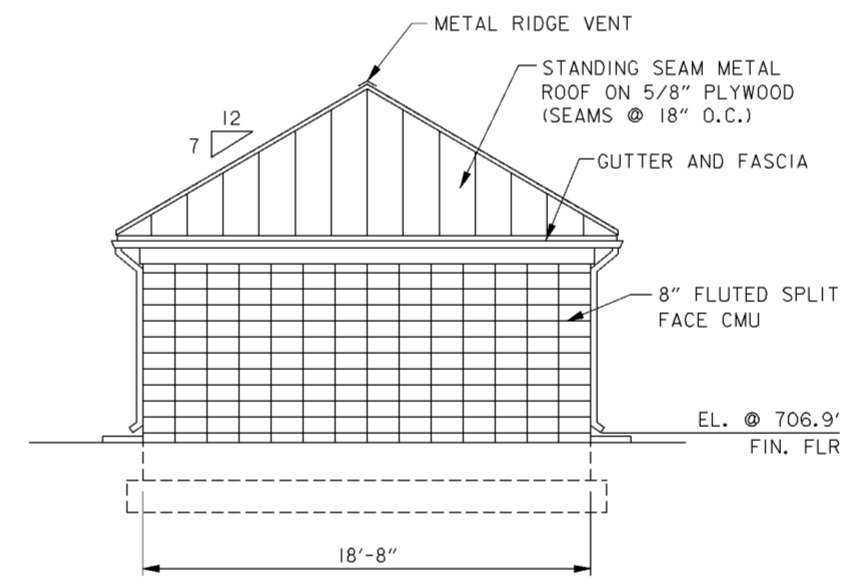 METAL RIDGE VENT
STANDING SEAM METAL
ROOF ON 5/8" PLYWOOD
(SEAMS @ 18" O.C.)
12
7
GUTTER AND FASCIA
8" FLUTED SPLIT
FACE CMU
EL. @ 706.9'
FIN. FLR
18'-8"